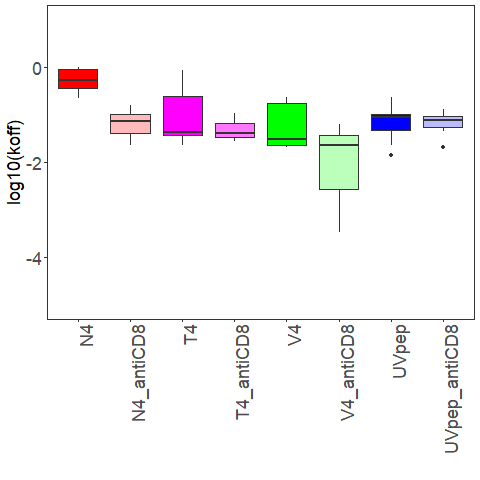 log10(koff)
0
-2
-4
N4
N4_antiCD8
T4
T4_antiCD8
V4
V4_antiCD8
UVpep
UVpep_antiCD8